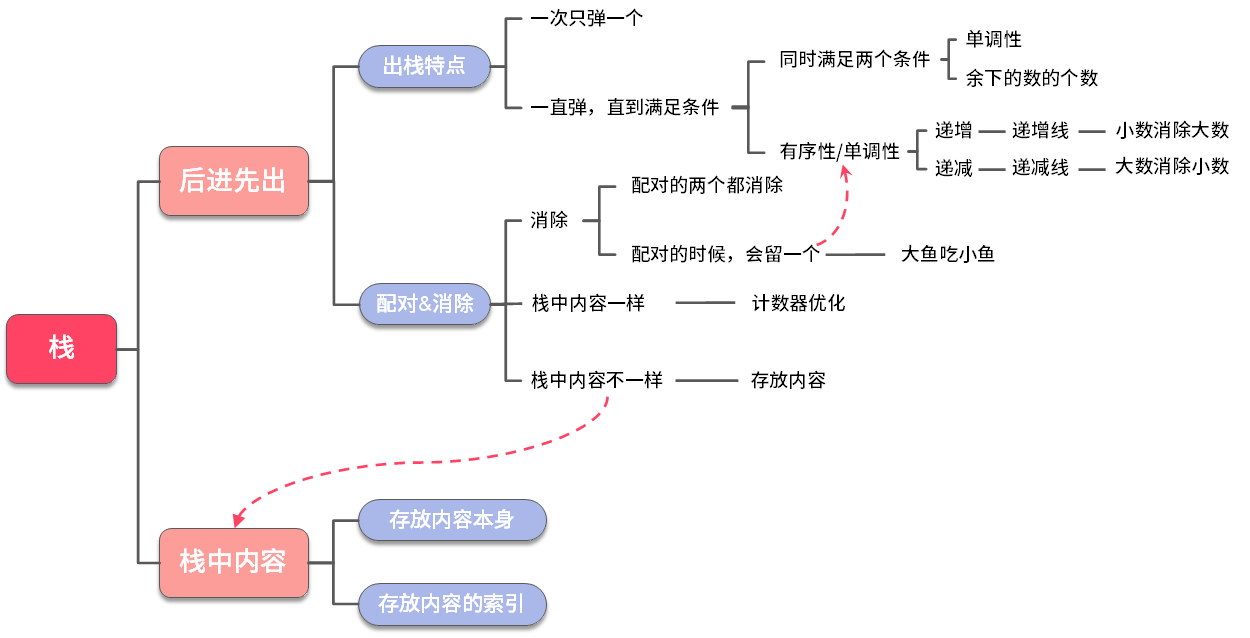 栈
后进先出
出栈特点
一次只弹一个
一直弹，直到满足条件
同时满足两个条件
单调性
余下的数的个数
有序性/单调性
递增
递增线
小数消除大数
递减
递减线
大数消除小数
配对&消除
消除
配对的两个都消除
配对的时候，会留一个
大鱼吃小鱼
栈中内容一样
计数器优化
栈中内容不一样
存放内容
栈中内容
存放内容本身
存放内容的索引